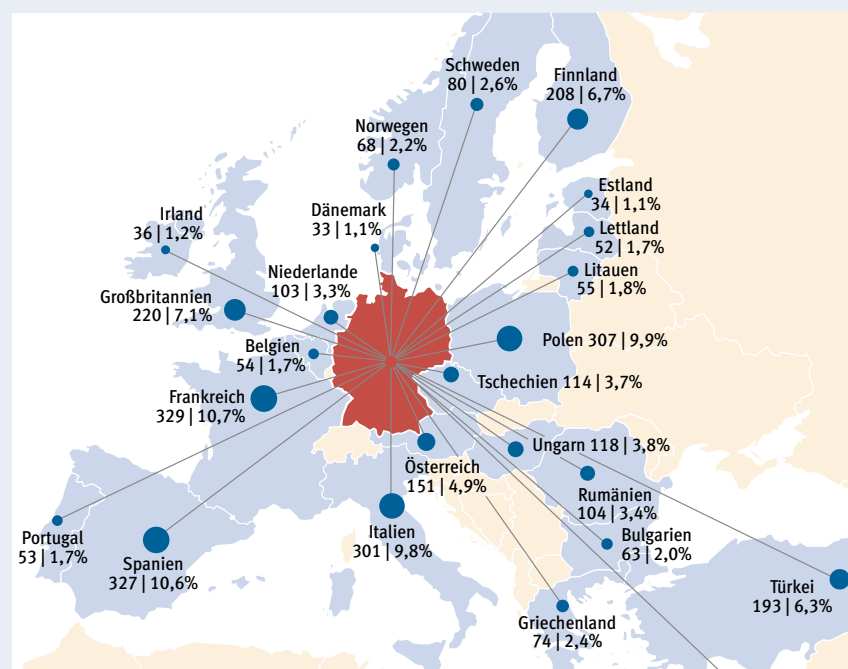 Schweden
80 | 2,6%
Finnland
208 | 6,7%
Norwegen
68 | 2,2%
Estland
34 | 1,1%
Irland
36 | 1,2%
Dänemark
33 | 1,1%
Lettland
52 | 1,7%
Litauen
55 | 1,8%
Niederlande
103 | 3,3%
Großbritannien
220 | 7,1%
Belgien
54 | 1,7%
Polen 307 | 9,9%
Tschechien 114 | 3,7%
Frankreich
329 | 10,7%
Ungarn 118 | 3,8%
Österreich
151 | 4,9%
Rumänien
104 | 3,4%
Italien
301 | 9,8%
Bulgarien
63 | 2,0%
Portugal
53 | 1,7%
Spanien
327 | 10,6%
Türkei
193 | 6,3%
Griechenland
74 | 2,4%